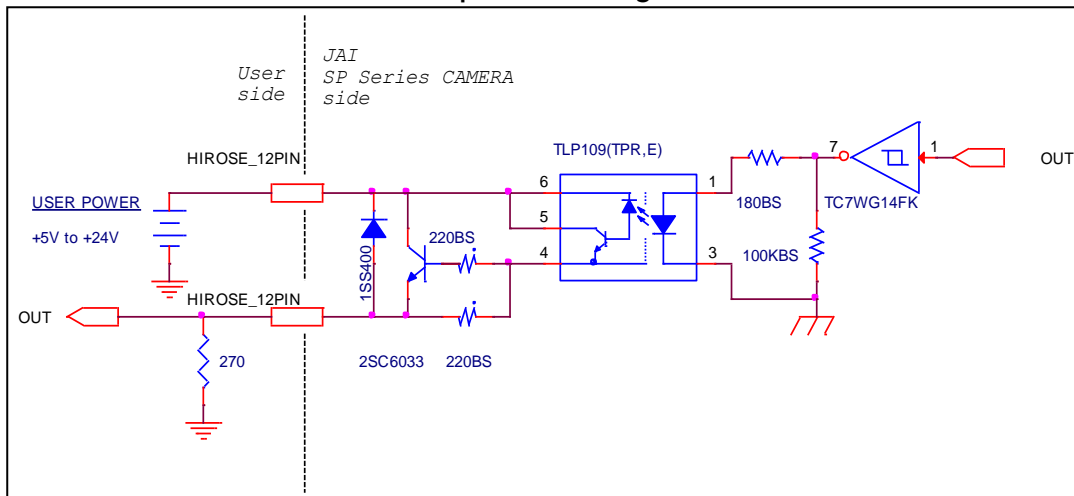 User
side
JAI
SP Series CAMERA
side
HIROSE_12PIN
TLP109(TPR,E)
7
1
OUT
6
1
180BS
TC7WG14FK
USER POWER
+5V to +24V
5
220BS
1SS400
4
3
100KBS
HIROSE_12PIN
OUT
270
2SC6033
220BS